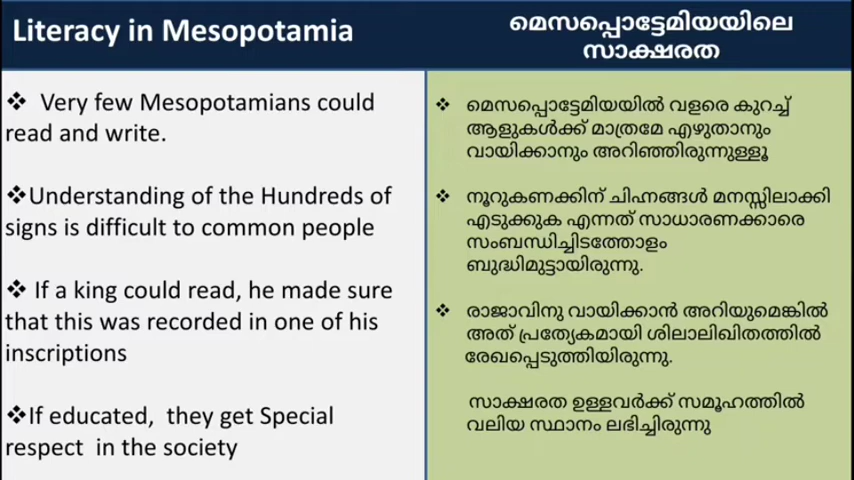 Literacy in Mesopotamia
❖ Very few Mesopotamians could
read and write.
❖Understanding of the Hundreds of
signs is difficult to common people
❖ If a king could read, he made sure
that this was recorded in one of his
inscriptions
❖If educated, they get Special
respect in the society
മെസപ്പൊട്ടേമിയയിലെ
സാക്ഷരത
❖ മെസപ്പൊട്ടേമിയയിൽ വളരെ കുറച്ച്
ആളുകൾക്ക് മാത്രമേ എഴുതാനും
വായിക്കാനും അറിഞ്ഞിരുന്നുള്ളൂ
❖ നൂറുകണക്കിന് ചിഹ്നങ്ങൾ മനസ്സിലാക്കി
എടുക്കുക എന്നത് സാധാരണക്കാരെ
സംബന്ധിച്ചിടത്തോളം
ബുദ്ധിമുട്ടായിരുന്നു.
❖ രാജാവിനു വായിക്കാൻ അറിയുമെങ്കിൽ
അത് പ്രത്യേകമായി ശിലാലിഖിതത്തിൽ
രേഖപ്പെടുത്തിയിരുന്നു.
സാക്ഷരത ഉള്ളവർക്ക് സമൂഹത്തിൽ
വലിയ സ്ഥാനം ലഭിച്ചിരുന്നു